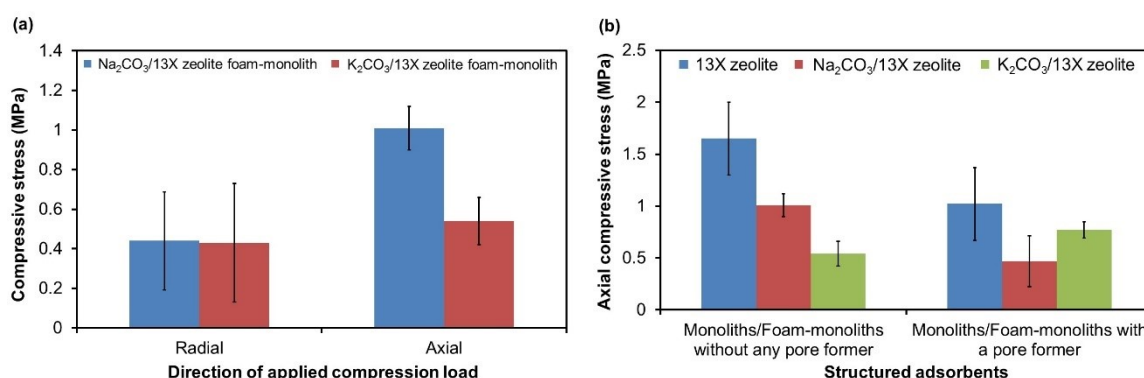 (a)
Compressive stress (MPa)
1.4
1.2
1
0.8
0.6
0.4
0.2
0
Na₂CO₃/13X zeolite foam-monolith
K₂CO₃/13X zeolite foam-monolith
Radial
Axial
Direction of applied compression load
(b)
Axial compressive stress (MPa)
2.5
2
1.5
1
0.5
0
13X zeolite
Na₂CO₃/13X zeolite
K₂CO₃/13X zeolite
Monoliths/Foam-monoliths
without any pore former
Monoliths/Foam-monoliths with
a pore former
Structured adsorbents